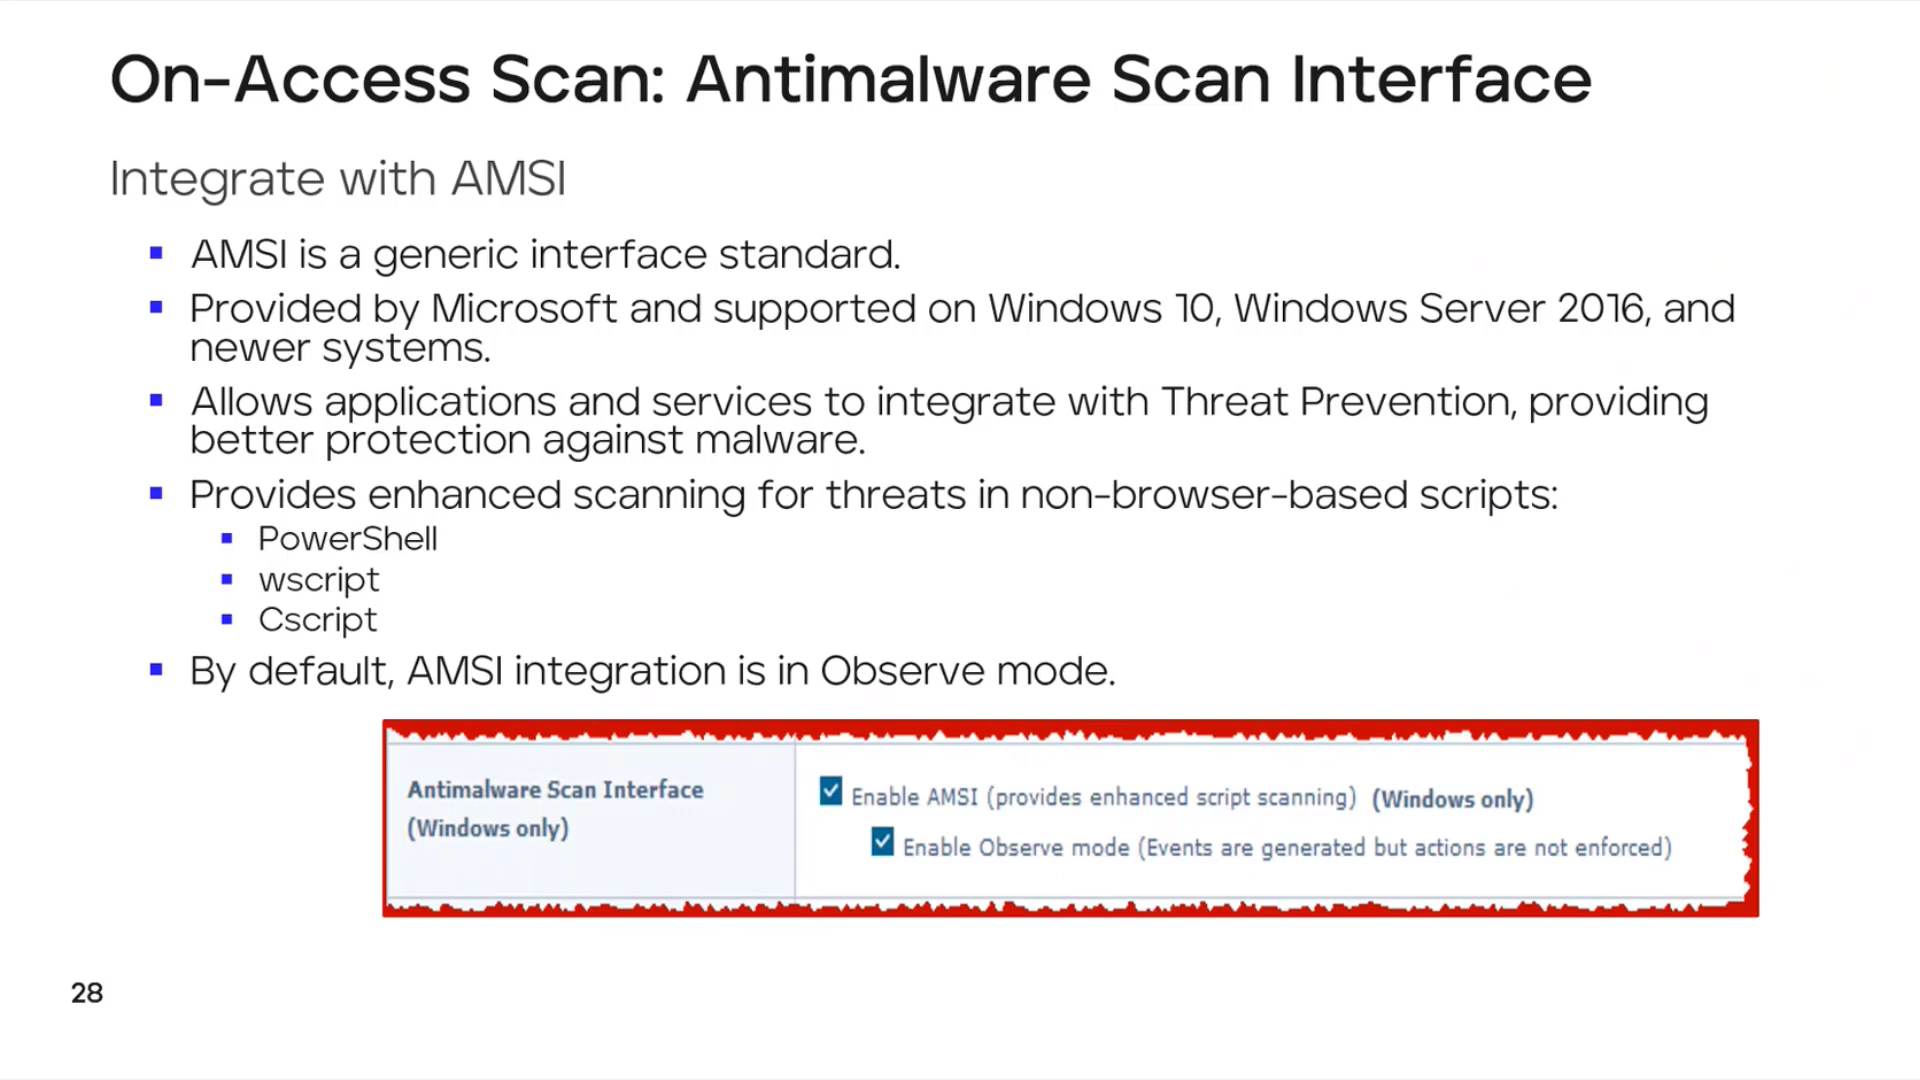 On-Access Scan: Antimalware Scan Interface
Integrate with AMSI
AMSI is a generic interface standard.
Provided by Microsoft and supported on Windows 10, Windows Server 2016, and
newer systems.
Allows applications and services to integrate with Threat Prevention, providing
better protection against malware.
Provides enhanced scanning for threats in non-browser-based scripts:
PowerShell
wscript
Cscript
By default, AMSI integration is in Observe mode.
Antimalware Scan Interface
(Windows only)
Enable AMSI (provides enhanced script scanning) (Windows only)
Enable Observe mode (Events are generated but actions are not enforced)
28